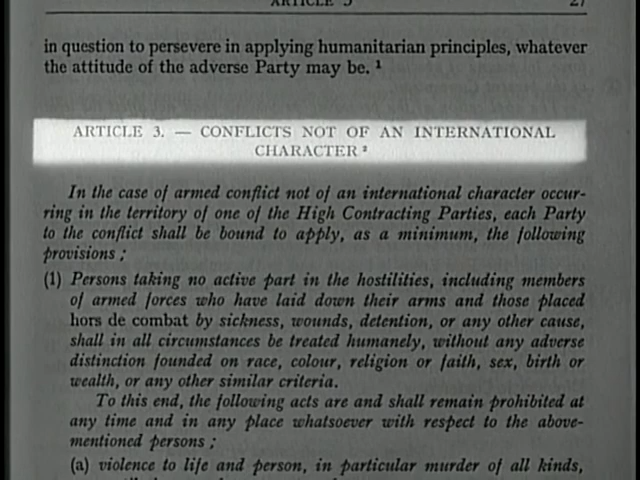 ARTICLE 3 27
in question to persevere in applying humanitarian principles, whatever
the attitude of the adverse Party may be. ¹
ARTICLE 3. — CONFLICTS NOT OF AN INTERNATIONAL
CHARACTER ²
In the case of armed conflict not of an international character occur-
ring in the territory of one of the High Contracting Parties, each Party
to the conflict shall be bound to apply, as a minimum, the following
provisions ;
(1) Persons taking no active part in the hostilities, including members
of armed forces who have laid down their arms and those placed
hors de combat by sickness, wounds, detention, or any other cause,
shall in all circumstances be treated humanely, without any adverse
distinction founded on race, colour, religion or faith, sex, birth or
wealth, or any other similar criteria.
To this end, the following acts are and shall remain prohibited at
any time and in any place whatsoever with respect to the above-
mentioned persons ;
(a) violence to life and person, in particular murder of all kinds,